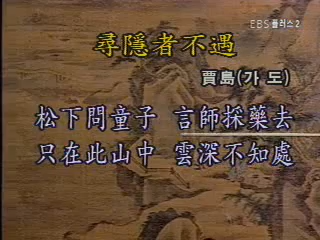 EBS 플러스2
尋隱者不遇
賈島(가 도)
松下問童子 言師採藥去
只在此山中 雲深不知處